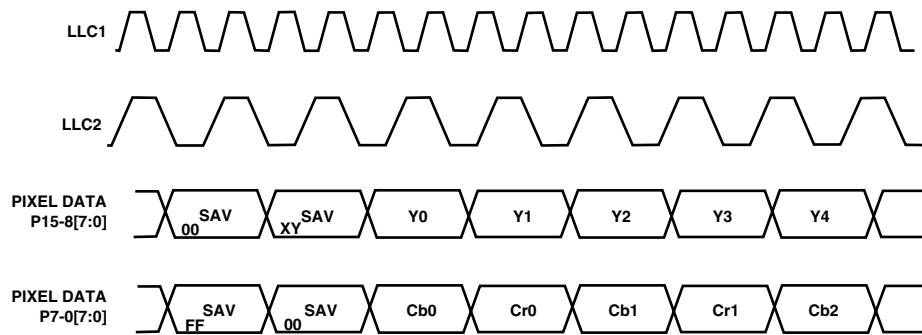 LLC1
LLC2
PIXEL DATA
P15-8[7:0]
SAV
00
SAV
XY
Y0
Y1
Y2
Y3
Y4
PIXEL DATA
P7-0[7:0]
SAV
FF
SAV
00
Cb0
Cr0
Cb1
Cr1
Cb2